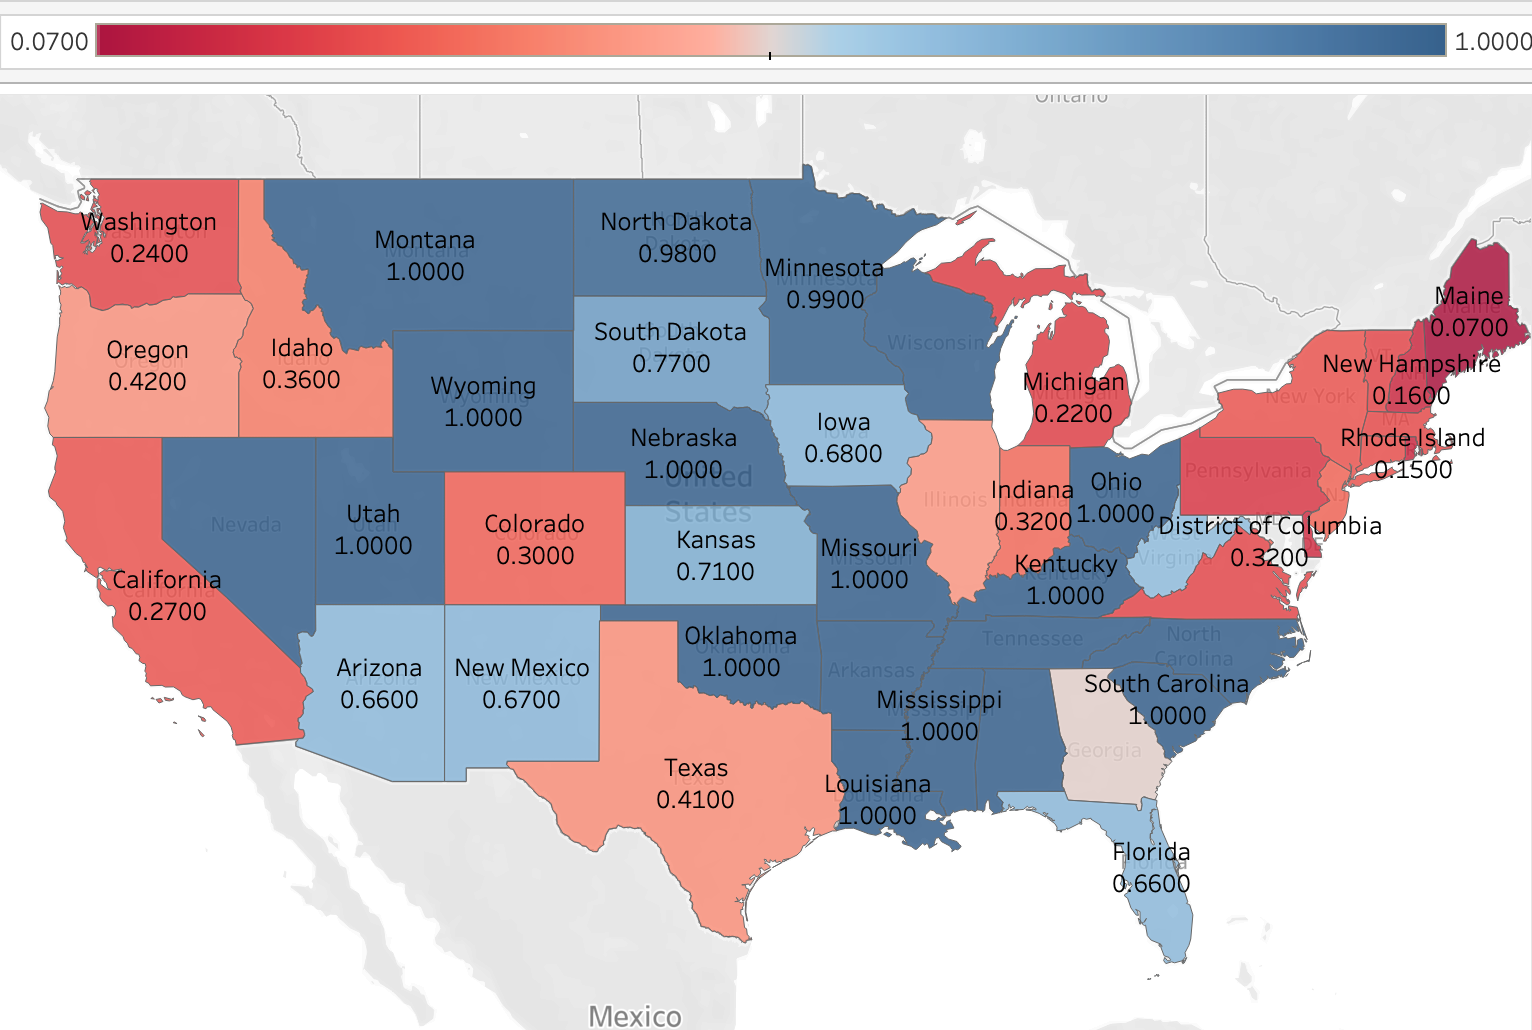 0.0700
1.0000
Ontario
Washington
0.2400
Montana
1.0000
North Dakota
0.9800
Minnesota
0.9900
Maine
0.0700
Oregon
0.4200
Idaho
0.3600
Wyoming
1.0000
South Dakota
0.7700
Wisconsin
Michigan
0.2200
New York
VT
New Hampshire
0.1600
MA
Rhode Island
0.1500
Nebraska
1.0000
Iowa
0.6800
United
States
Illinois
Indiana
0.3200
Ohio
1.0000
Pennsylvania
NJ
Nevada
Utah
1.0000
Colorado
0.3000
Kansas
0.7100
Missouri
1.0000
Kentucky
1.0000
West
Virginia
MD
DE
District of Columbia
0.3200
California
0.2700
Arizona
0.6600
New Mexico
0.6700
Oklahoma
1.0000
Arkansas
Tennessee
North
Carolina
Mississippi
1.0000
South Carolina
1.0000
Georgia
Texas
0.4100
Louisiana
1.0000
Florida
0.6600
Mexico